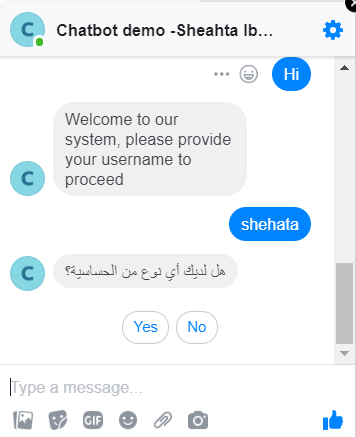 C Chatbot demo -Sheahta Ib...
Hi
Welcome to our
system, please provide
your username to
proceed
C
shehata
C هل لديك أي نوع من الحساسية؟
Yes No
Type a message...
GIF